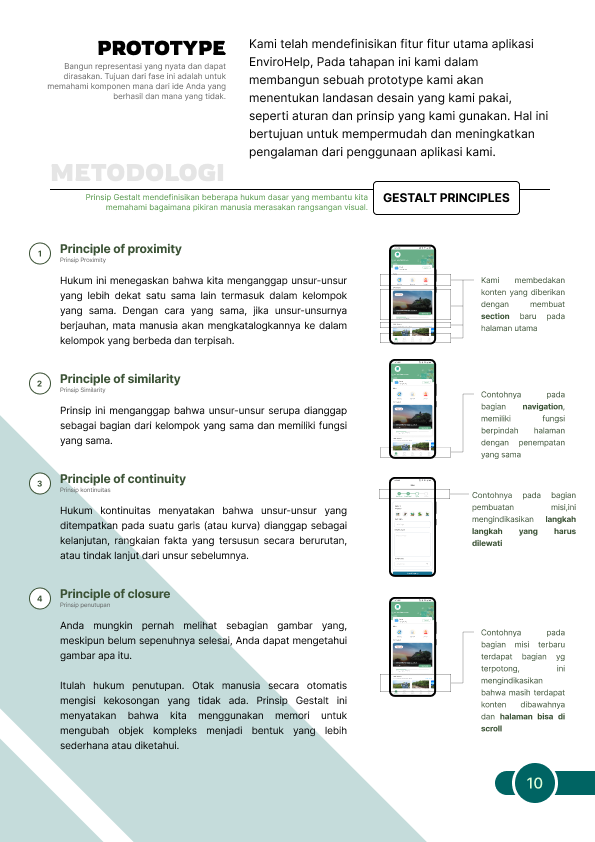 PROTOTYPE
Bangun representasi yang nyata dan dapat
dirasakan. Tujuan dari fase ini adalah untuk
memahami komponen mana dari ide Anda yang
berhasil dan mana yang tidak.
Kami telah mendefinisikan fitur fitur utama aplikasi
EnviroHelp, Pada tahapan ini kami dalam
membangun sebuah prototype kami akan
menentukan landasan desain yang kami pakai,
seperti aturan dan prinsip yang kami gunakan. Hal ini
bertujuan untuk mempermudah dan meningkatkan
pengalaman dari penggunaan aplikasi kami.
METODOLOGI
Prinsip Gestalt mendefinisikan beberapa hukum dasar yang membantu kita
memahami bagaimana pikiran manusia merasakan rangsangan visual.
GESTALT PRINCIPLES
1
Principle of proximity
Prinsip Proximity
Hukum ini menegaskan bahwa kita menganggap unsur-unsur
yang lebih dekat satu sama lain termasuk dalam kelompok
yang sama. Dengan cara yang sama, jika unsur-unsurnya
berjauhan, mata manusia akan mengkatalogkannya ke dalam
kelompok yang berbeda dan terpisah.
Kami membedakan
konten yang diberikan
dengan membuat
section baru pada
halaman utama
2
Principle of similarity
Prinsip Similarity
Prinsip ini menganggap bahwa unsur-unsur serupa dianggap
sebagai bagian dari kelompok yang sama dan memiliki fungsi
yang sama.
Contohnya pada
bagian navigation,
memiliki fungsi
berpindah halaman
dengan penempatan
yang sama
3
Principle of continuity
Prinsip kontinuitas
Hukum kontinuitas menyatakan bahwa unsur-unsur yang
ditempatkan pada suatu garis (atau kurva) dianggap sebagai
kelanjutan, rangkaian fakta yang tersusun secara berurutan,
atau tindak lanjut dari unsur sebelumnya.
Contohnya pada bagian
pembuatan misi,ini
mengindikasikan langkah
langkah yang harus
dilewati
4
Principle of closure
Prinsip penutupan
Anda mungkin pernah melihat sebagian gambar yang,
meskipun belum sepenuhnya selesai, Anda dapat mengetahui
gambar apa itu.
Itulah hukum penutupan. Otak manusia secara otomatis
mengisi kekosongan yang tidak ada. Prinsip Gestalt ini
menyatakan bahwa kita menggunakan memori untuk
mengubah objek kompleks menjadi bentuk yang lebih
sederhana atau diketahui.
Contohnya pada
bagian misi terbaru
terdapat bagian yg
terpotong, ini
mengindikasikan
bahwa masih terdapat
konten dibawahnya
dan halaman bisa di
scroll
10